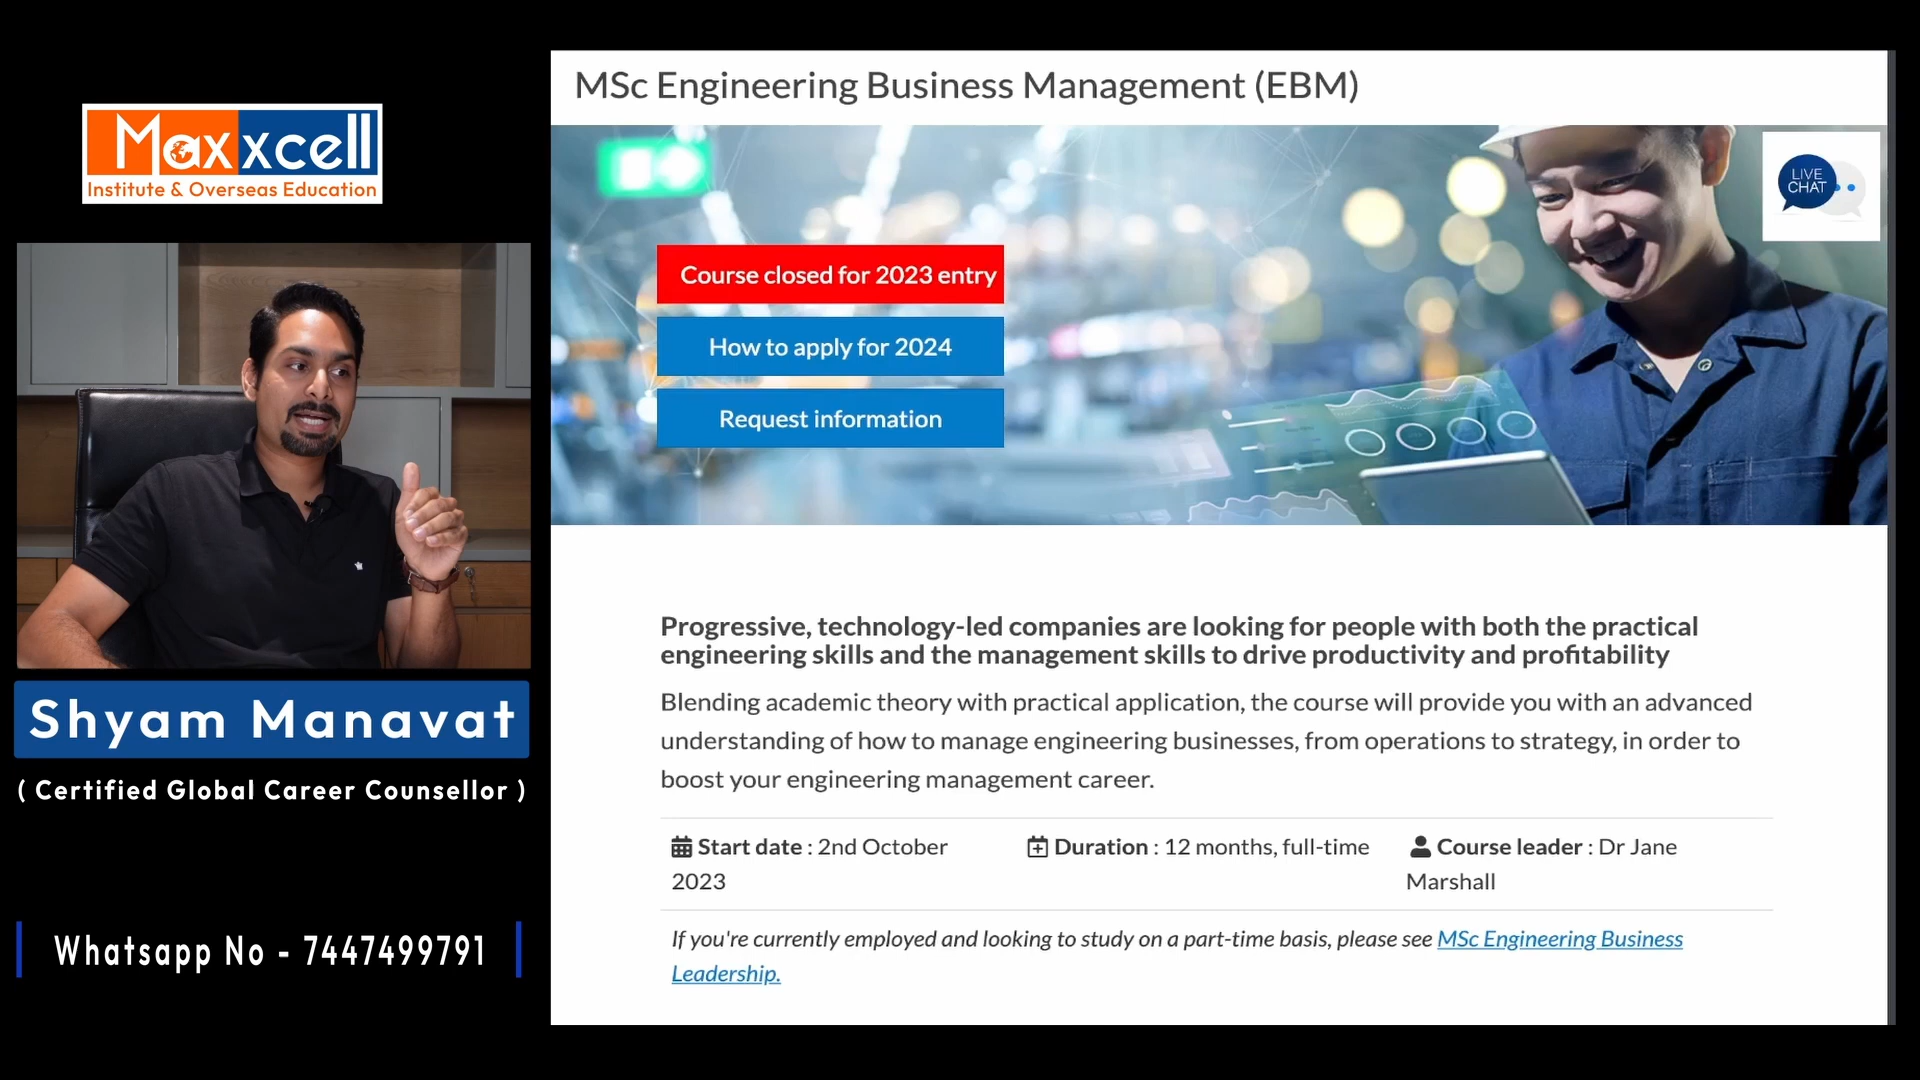 Maxxcell
Institute & Overseas Education
Shyam Manavat
( Certified Global Career Counsellor )
Whatsapp No - 7447499791
MSc Engineering Business Management (EBM)
LIVE
CHAT
Course closed for 2023 entry
How to apply for 2024
Request information
Progressive, technology-led companies are looking for people with both the practical
engineering skills and the management skills to drive productivity and profitability
Blending academic theory with practical application, the course will provide you with an advanced
understanding of how to manage engineering businesses, from operations to strategy, in order to
boost your engineering management career.
Start date : 2nd October
2023
Duration : 12 months, full-time
Course leader : Dr Jane
Marshall
If you're currently employed and looking to study on a part-time basis, please see MSc Engineering Business
Leadership.